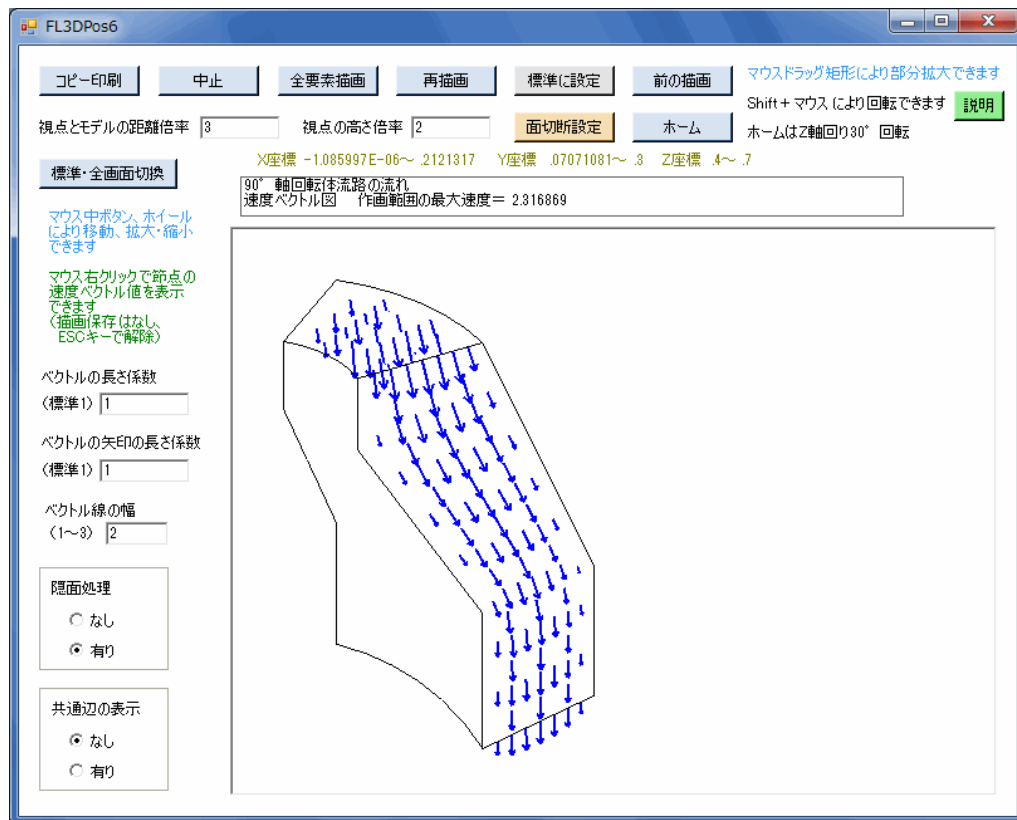 FL3DPos6
コピー印刷 中止 全要素描画 再描画 標準に設定 前の描画
マウスドラッグ矩形により部分拡大できます
Shift+マウス により回転できます 説明
視点とモデルの距離倍率 3 視点の高さ倍率 2 面切断設定 ホーム
ホームはZ軸回り30°回転
標準・全画面切換
X座標 -1.085997E-06～ .2121317 Y座標 .07071081～ .3 Z座標 .4～ .7
90°軸回転体流路の流れ
速度ベクトル図 作画範囲の最大速度＝ 2.316869
マウス中ボタン、ホイール
により移動、拡大・縮小
できます
マウス右クリックで節点の
速度ベクトル値を表示
できます
（描画保存はなし、
ESCキーで解除）
ベクトルの長さ係数
（標準1） 1
ベクトルの矢印の長さ係数
（標準1） 1
ベクトル線の幅
（1～3） 2
隠面処理
なし
有り
共通辺の表示
なし
有り